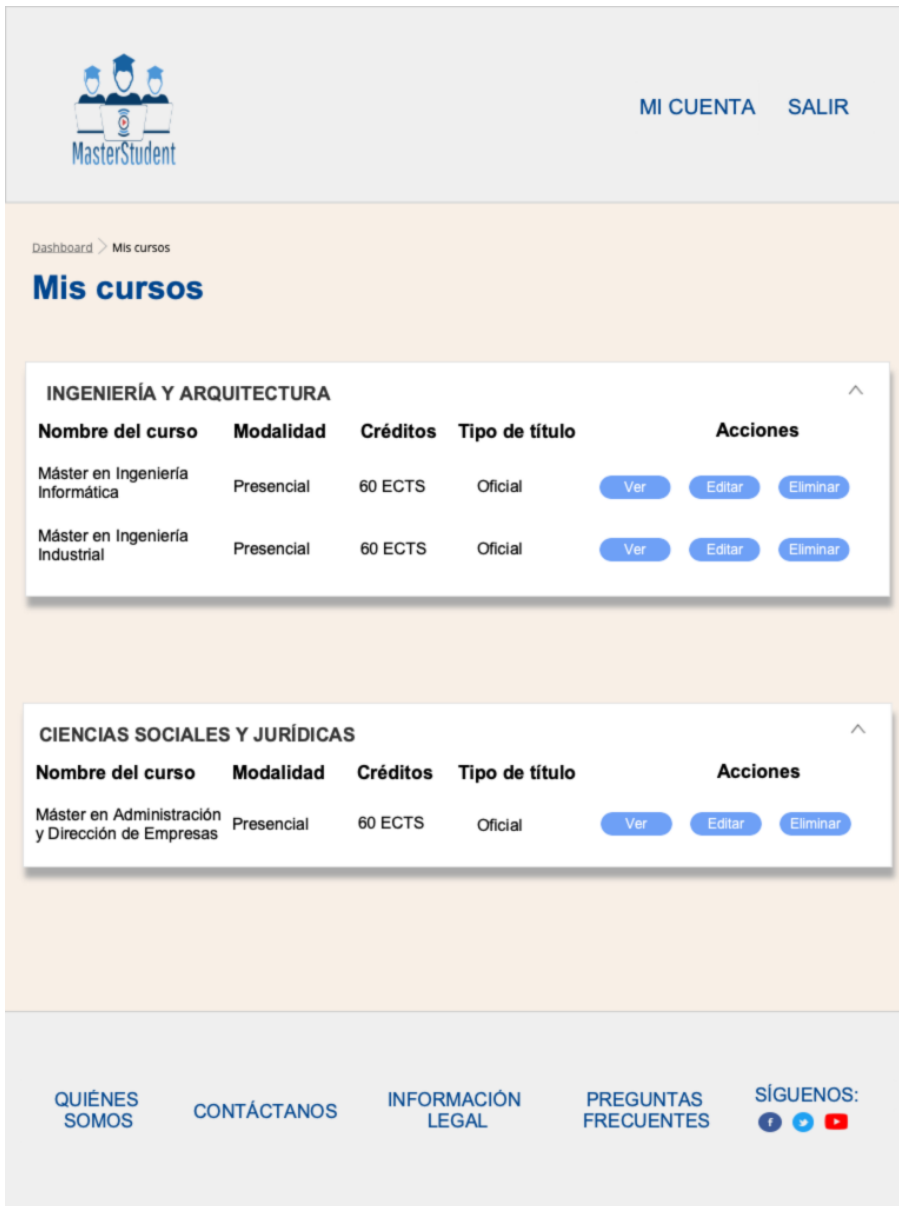 MasterStudent
MI CUENTA SALIR
Dashboard > Mis cursos
Mis cursos
INGENIERÍA Y ARQUITECTURA
Nombre del curso Modalidad Créditos Tipo de título Acciones
Máster en Ingeniería
Informática Presencial 60 ECTS Oficial Ver Editar Eliminar
Máster en Ingeniería
Industrial Presencial 60 ECTS Oficial Ver Editar Eliminar
CIENCIAS SOCIALES Y JURÍDICAS
Nombre del curso Modalidad Créditos Tipo de título Acciones
Máster en Administración
y Dirección de Empresas Presencial 60 ECTS Oficial Ver Editar Eliminar
QUIÉNES
SOMOS
CONTÁCTANOS
INFORMACIÓN
LEGAL
PREGUNTAS
FRECUENTES
SÍGUENOS: